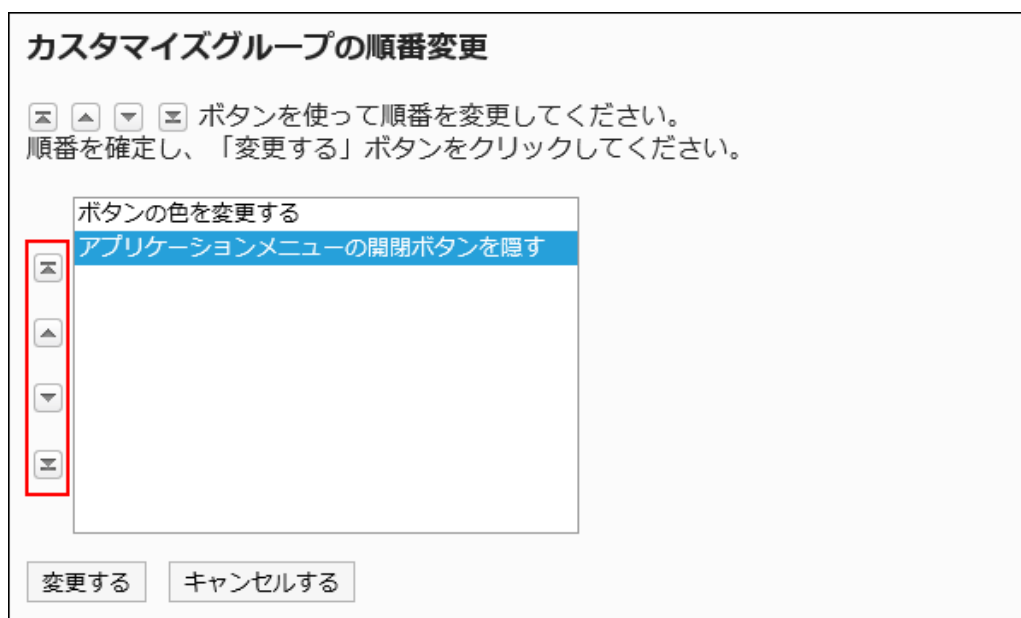 カスタマイズグループの順番変更
ボタンを使って順番を変更してください。
順番を確定し、「変更する」ボタンをクリックしてください。
ボタンの色を変更する
アプリケーションメニューの開閉ボタンを隠す
変更する
キャンセルする